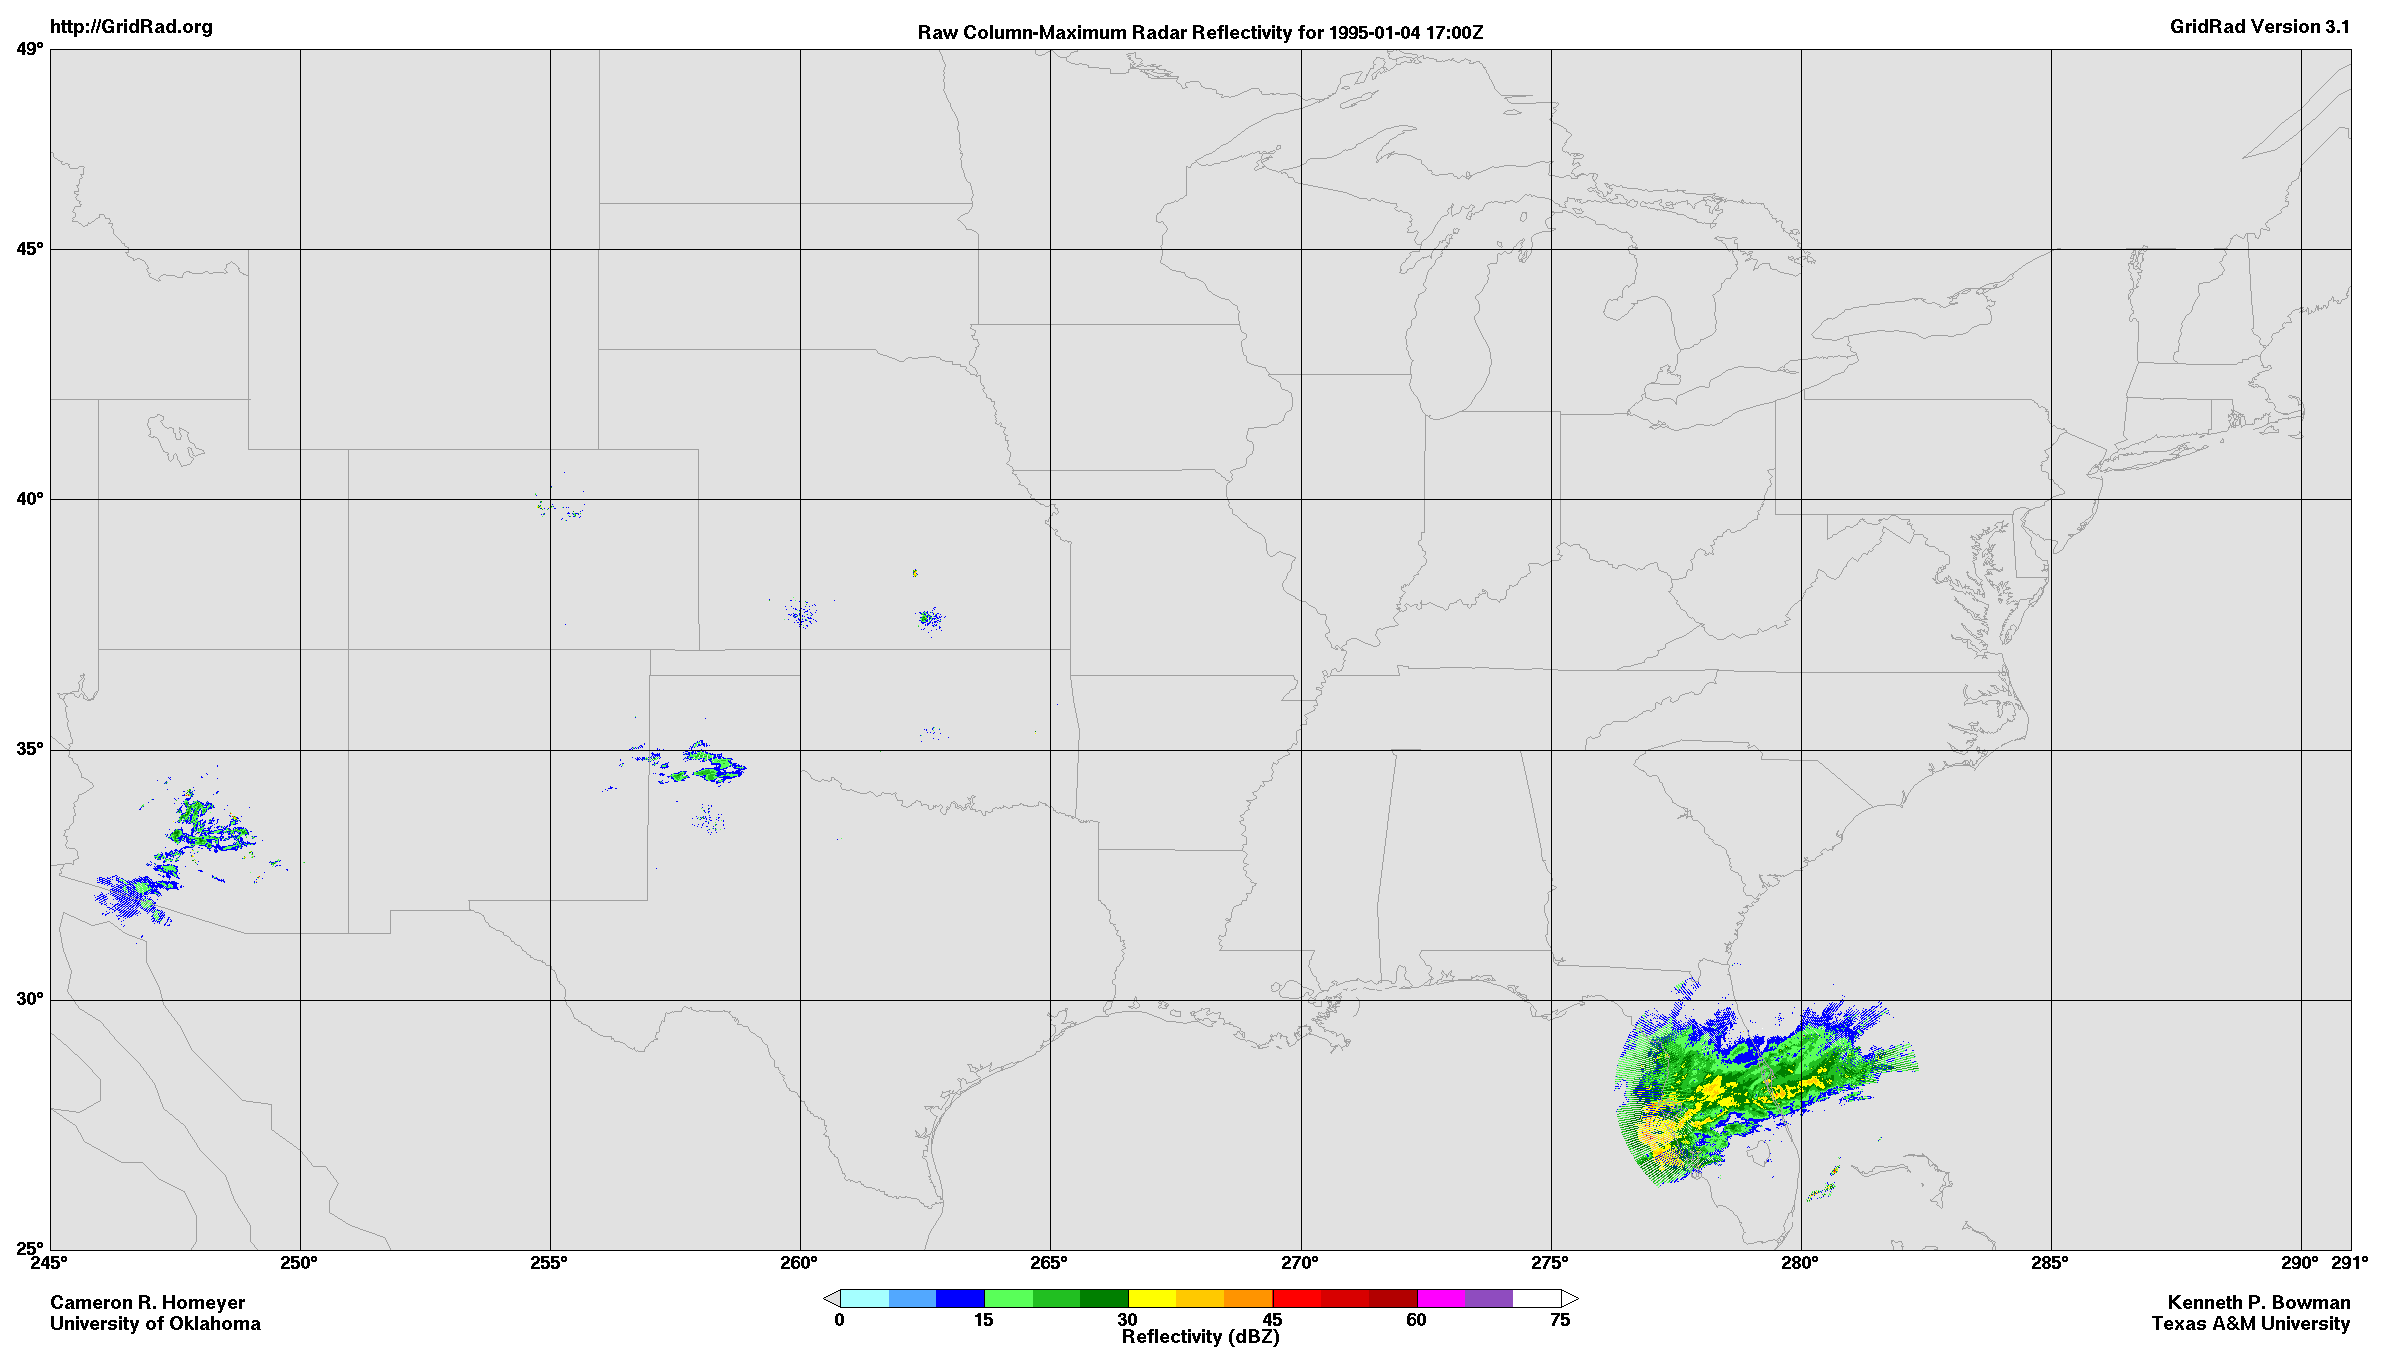 http://GridRad.org
Raw Column-Maximum Radar Reflectivity for 1995-01-04 17:00Z
GridRad Version 3.1
49°
45°
40°
35°
30°
25°
245° 250° 255° 260° 265° 270° 275° 280° 285° 290° 291°
0 15 30 45 60 75
Reflectivity (dBZ)
Cameron R. Homeyer
University of Oklahoma
Kenneth P. Bowman
Texas A&M University